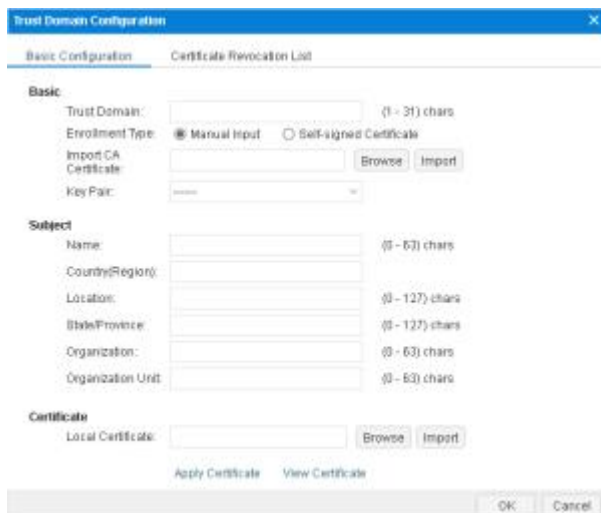 Trust Domain Configuration
Basic Configuration Certificate Revocation List
Basic
Trust Domain: (1 - 31) chars
Enrollment Type: Manual Input Self-signed Certificate
Import CA
Certificate: Browse Import
Key Pair: ------
Subject
Name: (0 - 63) chars
Country(Region):
Location: (0 - 127) chars
State/Province: (0 - 127) chars
Organization: (0 - 63) chars
Organization Unit: (0 - 63) chars
Certificate
Local Certificate: Browse Import
Apply Certificate View Certificate
OK Cancel